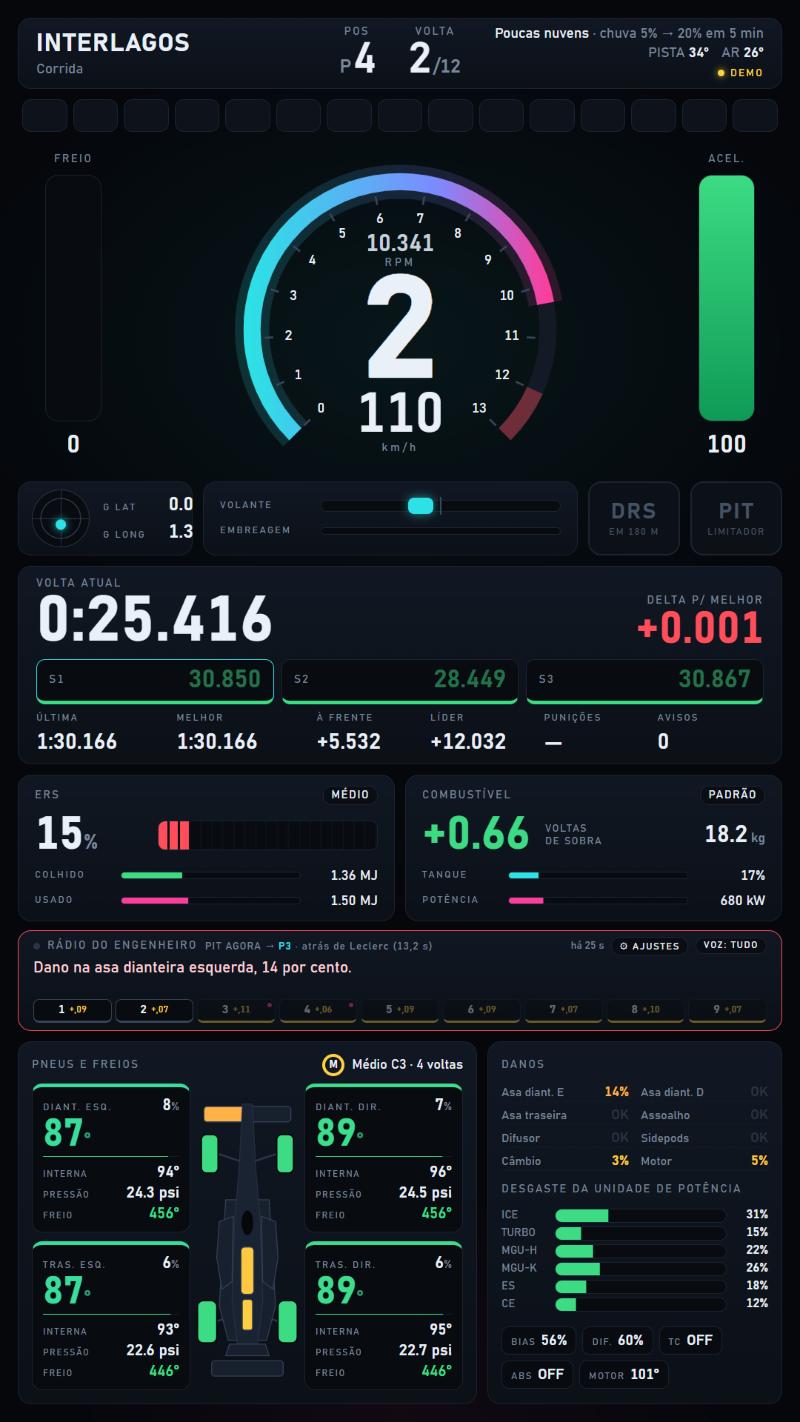 INTERLAGOS
Corrida
POS
P4
VOLTA
2/12
Poucas nuvens · chuva 5% → 20% em 5 min
PISTA 34° AR 26°
DEMO
FREIO
0
ACEL.
100
0 1 2 3 4 5 6 7 8 9 10 11 12 13
10.341
RPM
2
110
km/h
G LAT 0.0
G LONG 1.3
VOLANTE
EMBREAGEM
DRS
EM 180 M
PIT
LIMITADOR
VOLTA ATUAL
0:25.416
DELTA P/ MELHOR
+0.001
S1 30.850
S2 28.449
S3 30.867
ÚLTIMA
1:30.166
MELHOR
1:30.166
À FRENTE
+5.532
LÍDER
+12.032
PUNIÇÕES
—
AVISOS
0
ERS
MÉDIO
15%
COLHIDO 1.36 MJ
USADO 1.50 MJ
COMBUSTÍVEL
PADRÃO
+0.66
VOLTAS
DE SOBRA
18.2 kg
TANQUE 17%
POTÊNCIA 680 kW
RÁDIO DO ENGENHEIRO PIT AGORA → P3 · atrás de Leclerc (13,2 s)
há 25 s ⚙ AJUSTES VOZ: TUDO
Dano na asa dianteira esquerda, 14 por cento.
1 +,09 2 +,07 3 +,11 4 +,06 5 +,09 6 +,09 7 +,07 8 +,10 9 +,07
PNEUS E FREIOS
M Médio C3 · 4 voltas
DIANT. ESQ. 8%
87°
INTERNA 94°
PRESSÃO 24.3 psi
FREIO 456°
DIANT. DIR. 7%
89°
INTERNA 96°
PRESSÃO 24.5 psi
FREIO 456°
TRAS. ESQ. 6%
87°
INTERNA 93°
PRESSÃO 22.6 psi
FREIO 446°
TRAS. DIR. 6%
89°
INTERNA 95°
PRESSÃO 22.7 psi
FREIO 446°
DANOS
Asa diant. E 14% Asa diant. D OK
Asa traseira OK Assoalho OK
Difusor OK Sidepods OK
Câmbio 3% Motor 5%
DESGASTE DA UNIDADE DE POTÊNCIA
ICE 31%
TURBO 15%
MGU-H 22%
MGU-K 26%
ES 18%
CE 12%
BIAS 56% DIF. 60% TC OFF
ABS OFF MOTOR 101°